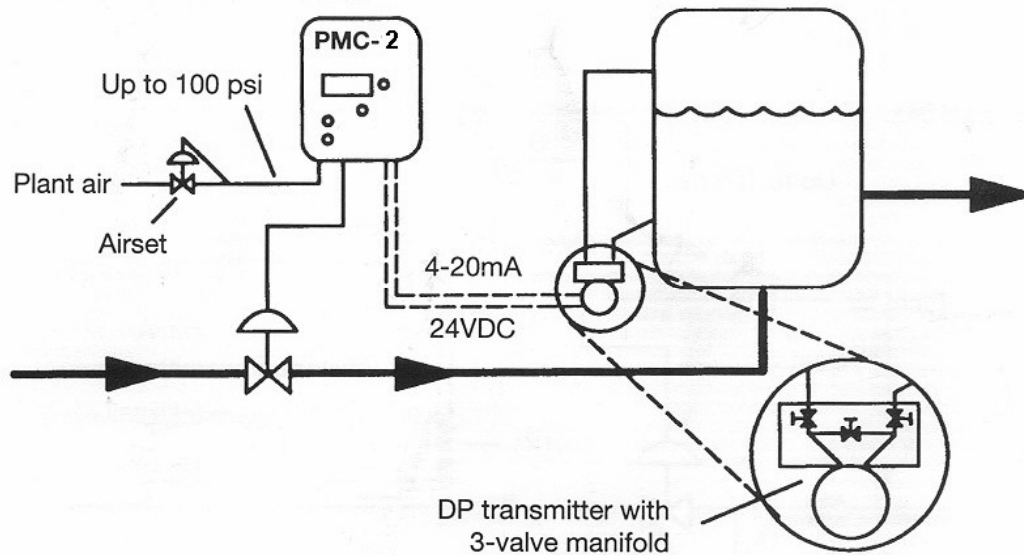 PMC-2
Up to 100 psi
Plant air
Airset
4-20mA
24VDC
DP transmitter with
3-valve manifold